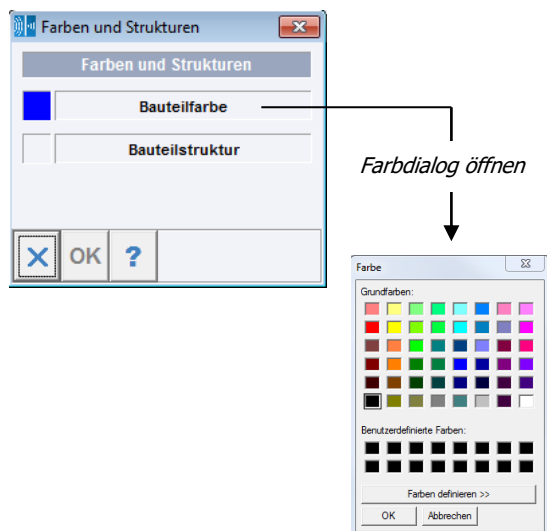 Farben und Strukturen
Farben und Strukturen
Bauteilfarbe
Bauteilstruktur
OK ?
Farbdialog öffnen
Farbe
Grundfarben:
Benutzerdefinierte Farben:
Farben definieren >>
OK Abbrechen